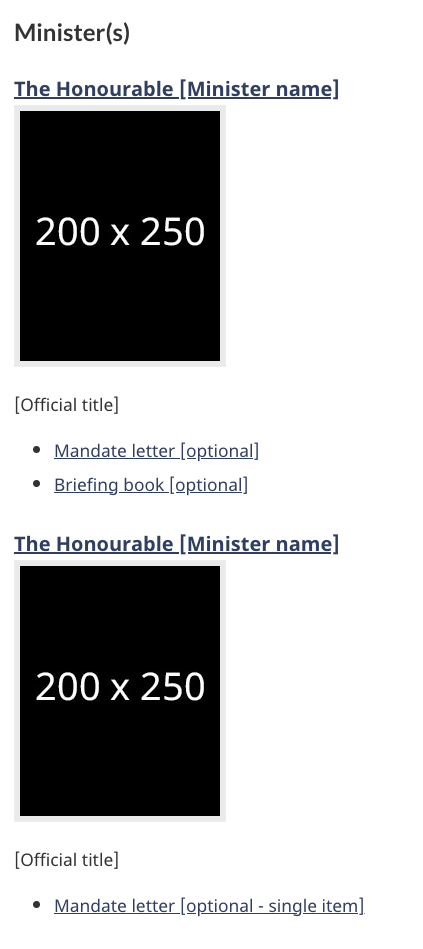 Minister(s)
The Honourable [Minister name]
200 x 250
[Official title]
Mandate letter [optional]
Briefing book [optional]
The Honourable [Minister name]
200 x 250
[Official title]
Mandate letter [optional - single item]